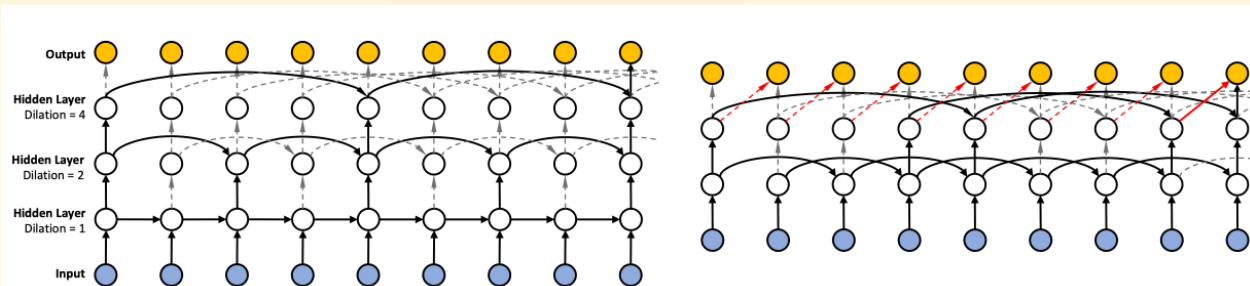 Output
Hidden Layer
Dilation = 4
Hidden Layer
Dilation = 2
Hidden Layer
Dilation = 1
Input